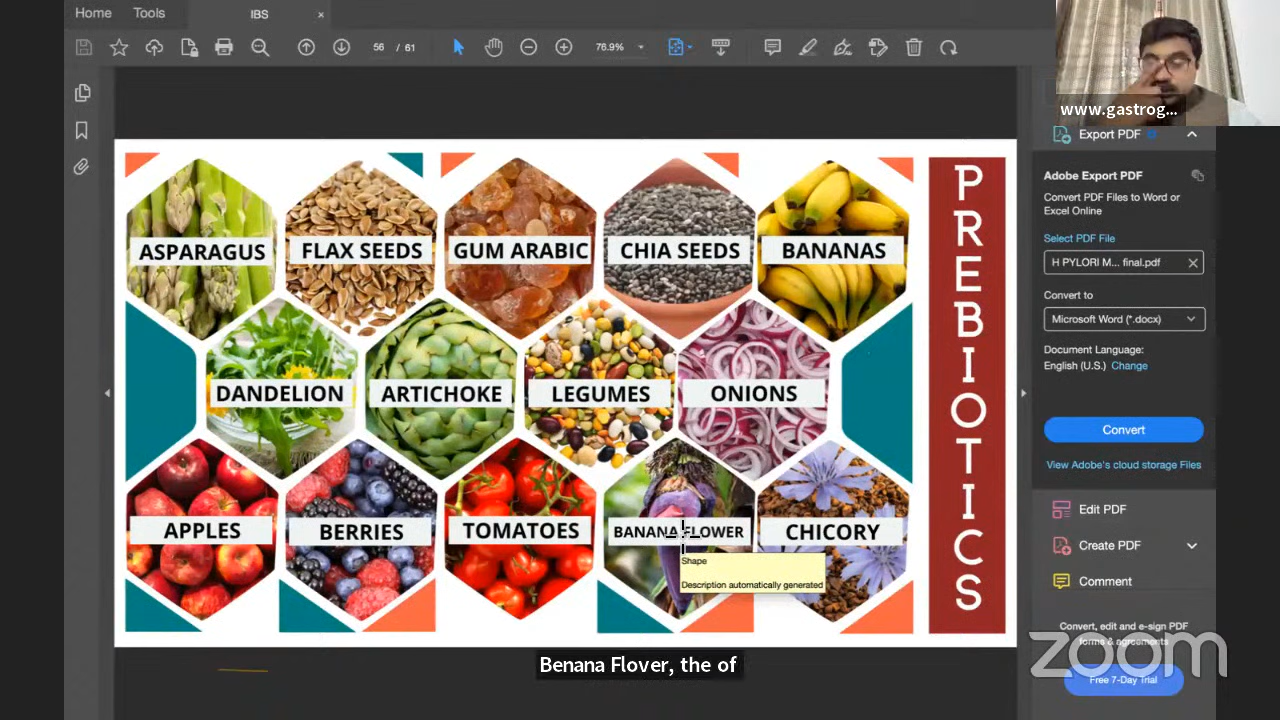 Home Tools IBS ×
56 / 61 76.9%
www.gastrog...
Export PDF
Adobe Export PDF
Convert PDF Files to Word or
Excel Online
Select PDF File
H PYLORI M... final.pdf
Convert to
Microsoft Word (*.docx)
Document Language:
English (U.S.) Change
Convert
View Adobe's cloud storage Files
Edit PDF
Create PDF
Comment
Convert, edit and e-sign PDF
forms & agreements
Free 7-Day Trial
zoom
ASPARAGUS FLAX SEEDS GUM ARABIC CHIA SEEDS BANANAS
DANDELION ARTICHOKE LEGUMES ONIONS
APPLES BERRIES TOMATOES BANANA FLOWER CHICORY
PREBIOTICS
Shape
Description automatically generated
Benana Flover, the of